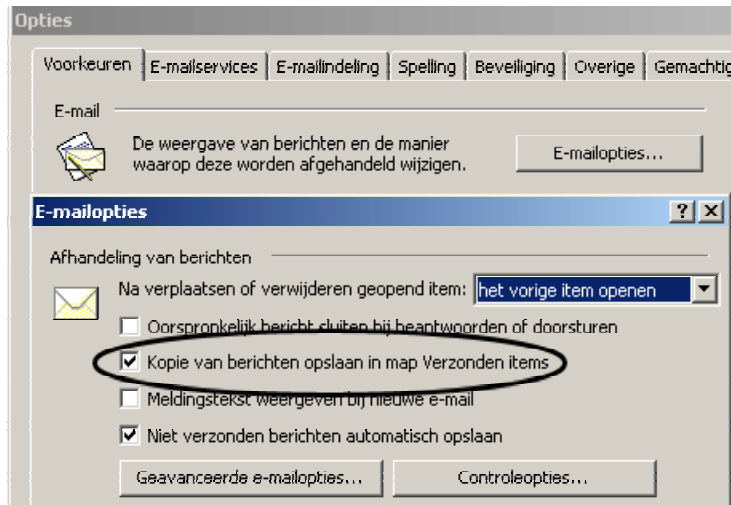 Opties
Voorkeuren E-mailservices E-mailindeling Spelling Beveiliging Overige Gemachtig
E-mail
De weergave van berichten en de manier
waarop deze worden afgehandeld wijzigen.
E-mailopties...
E-mailopties
Afhandeling van berichten
Na verplaatsen of verwijderen geopend item: het vorige item openen
Oorspronkelijk bericht sluiten bij beantwoorden of doorsturen
Kopie van berichten opslaan in map Verzonden items
Meldingstekst weergeven bij nieuwe e-mail
Niet verzonden berichten automatisch opslaan
Geavanceerde e-mailopties... Controleopties...